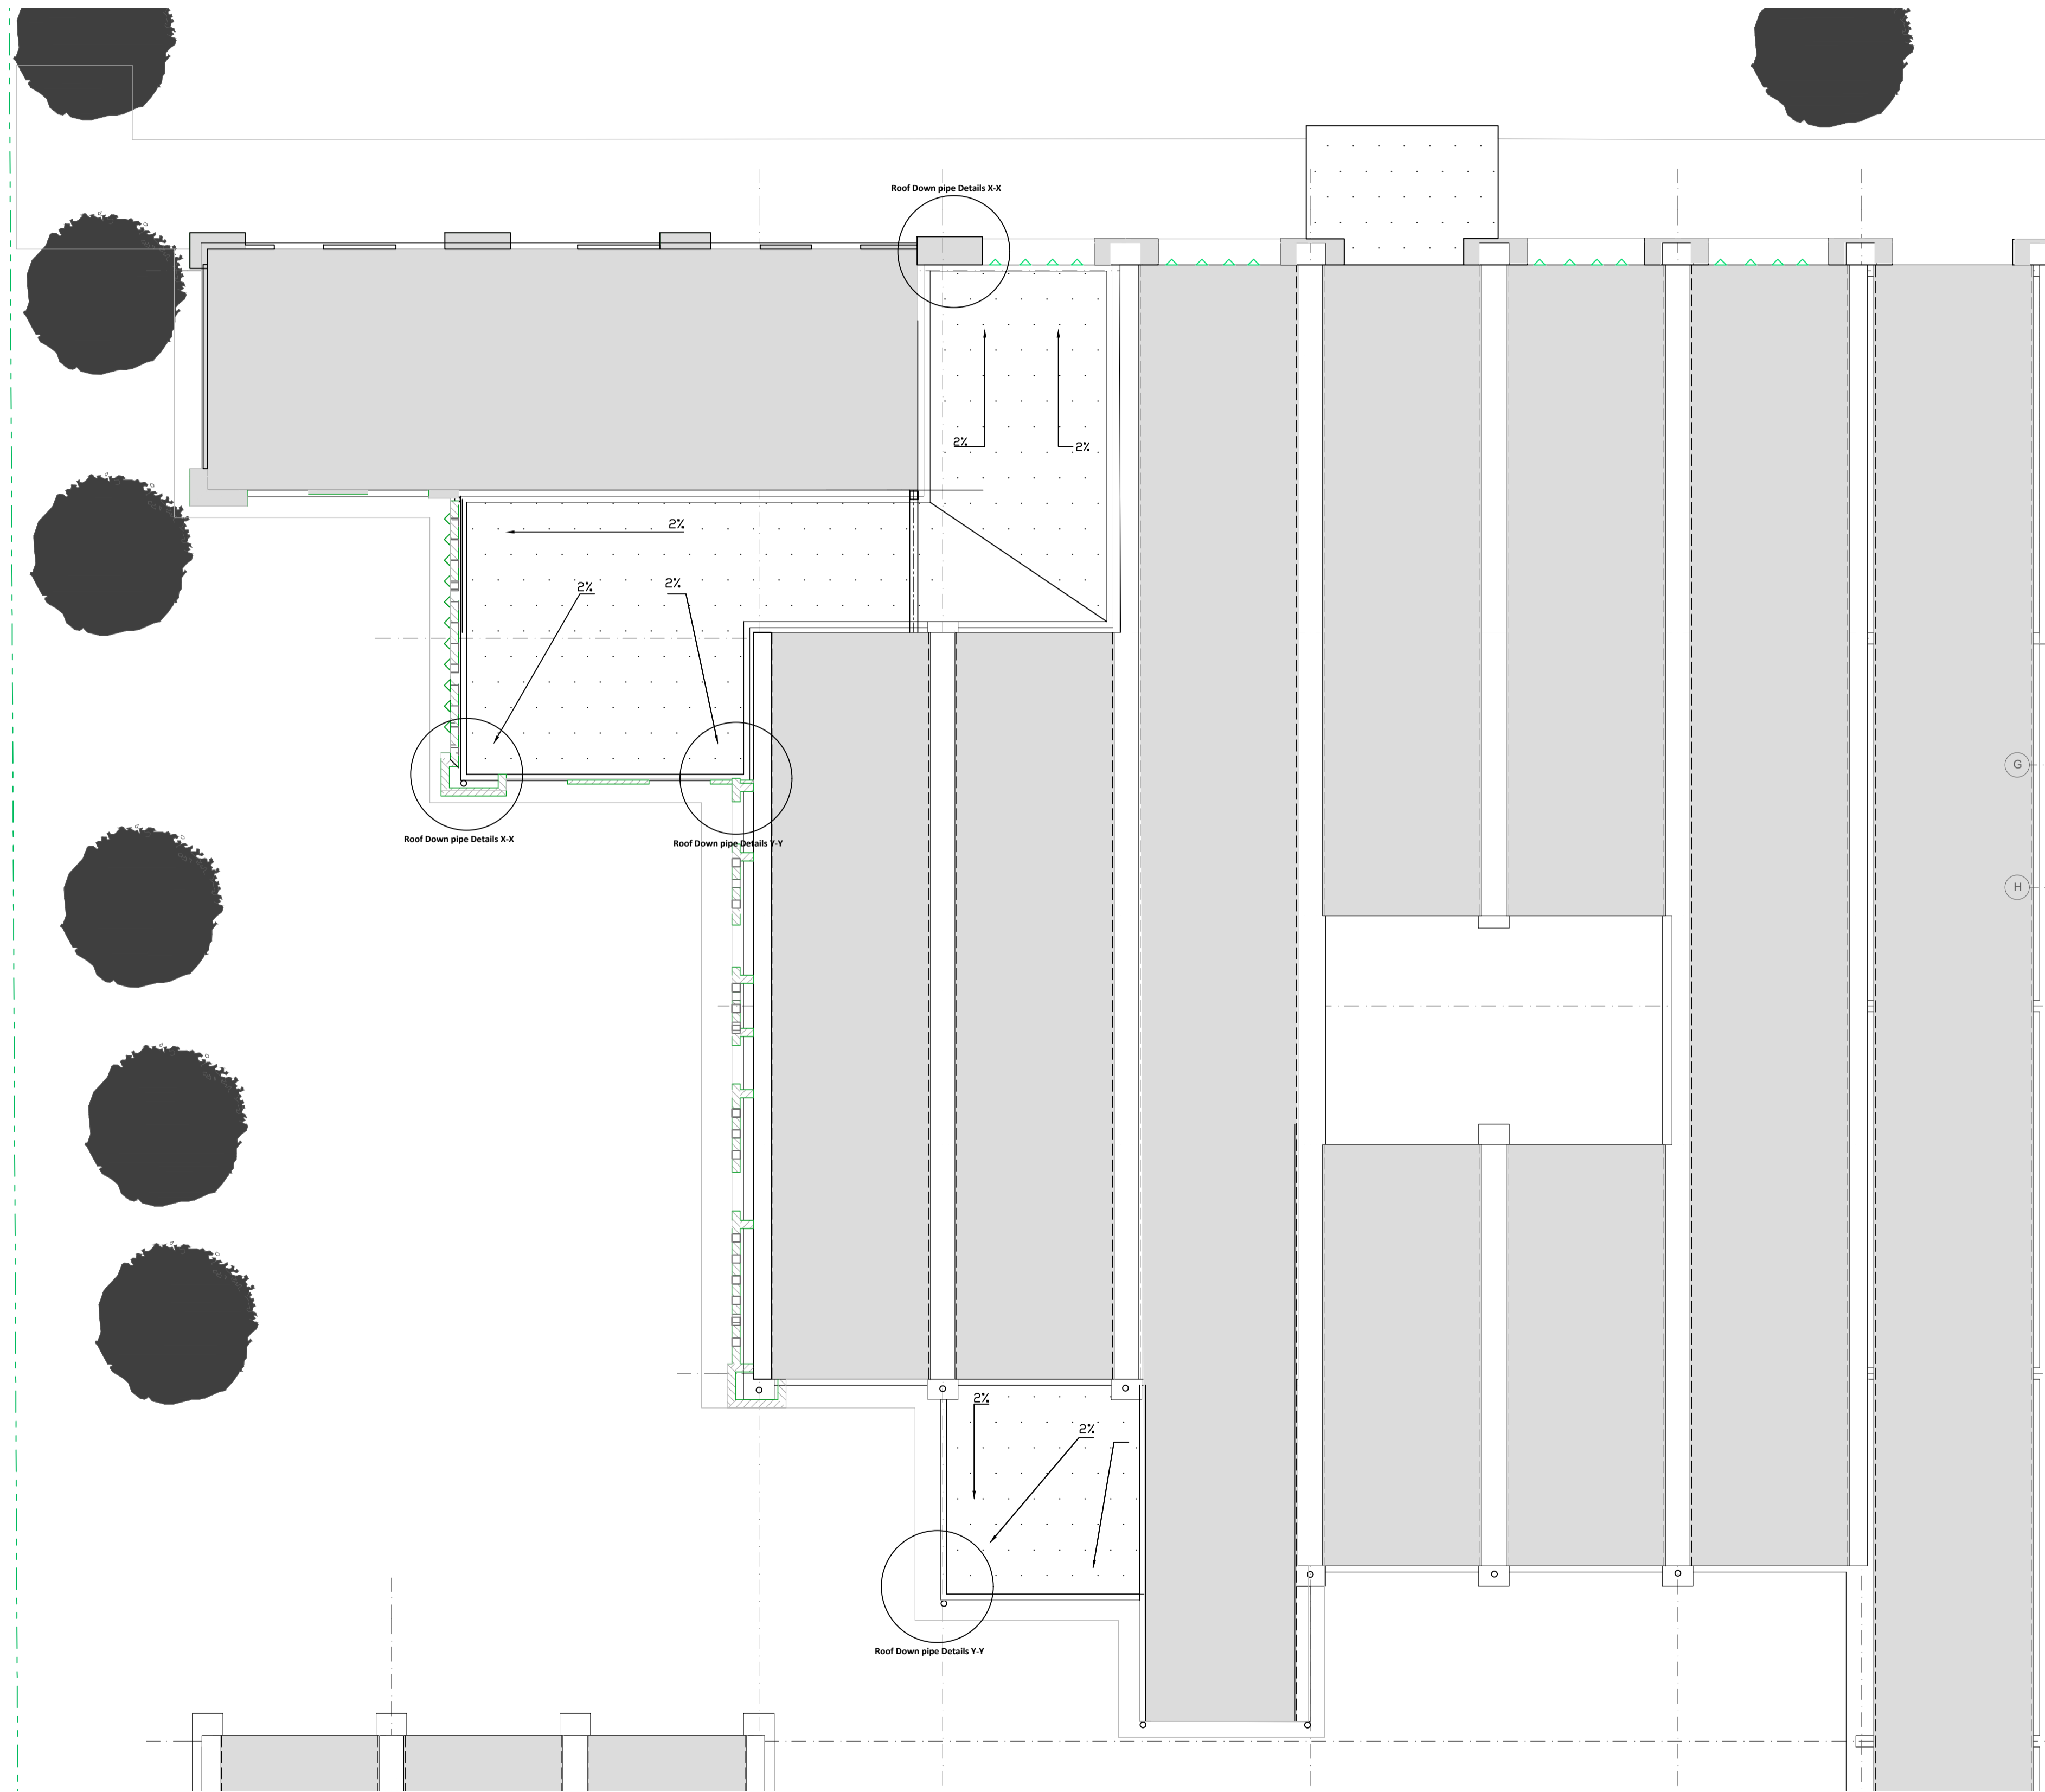 Roof Down pipe Details X-X
2%
2%
2%
2%
2%
G
Roof Down pipe Details X-X
Roof Down pipe Details Y-Y
H
2%
2%
Roof Down pipe Details Y-Y